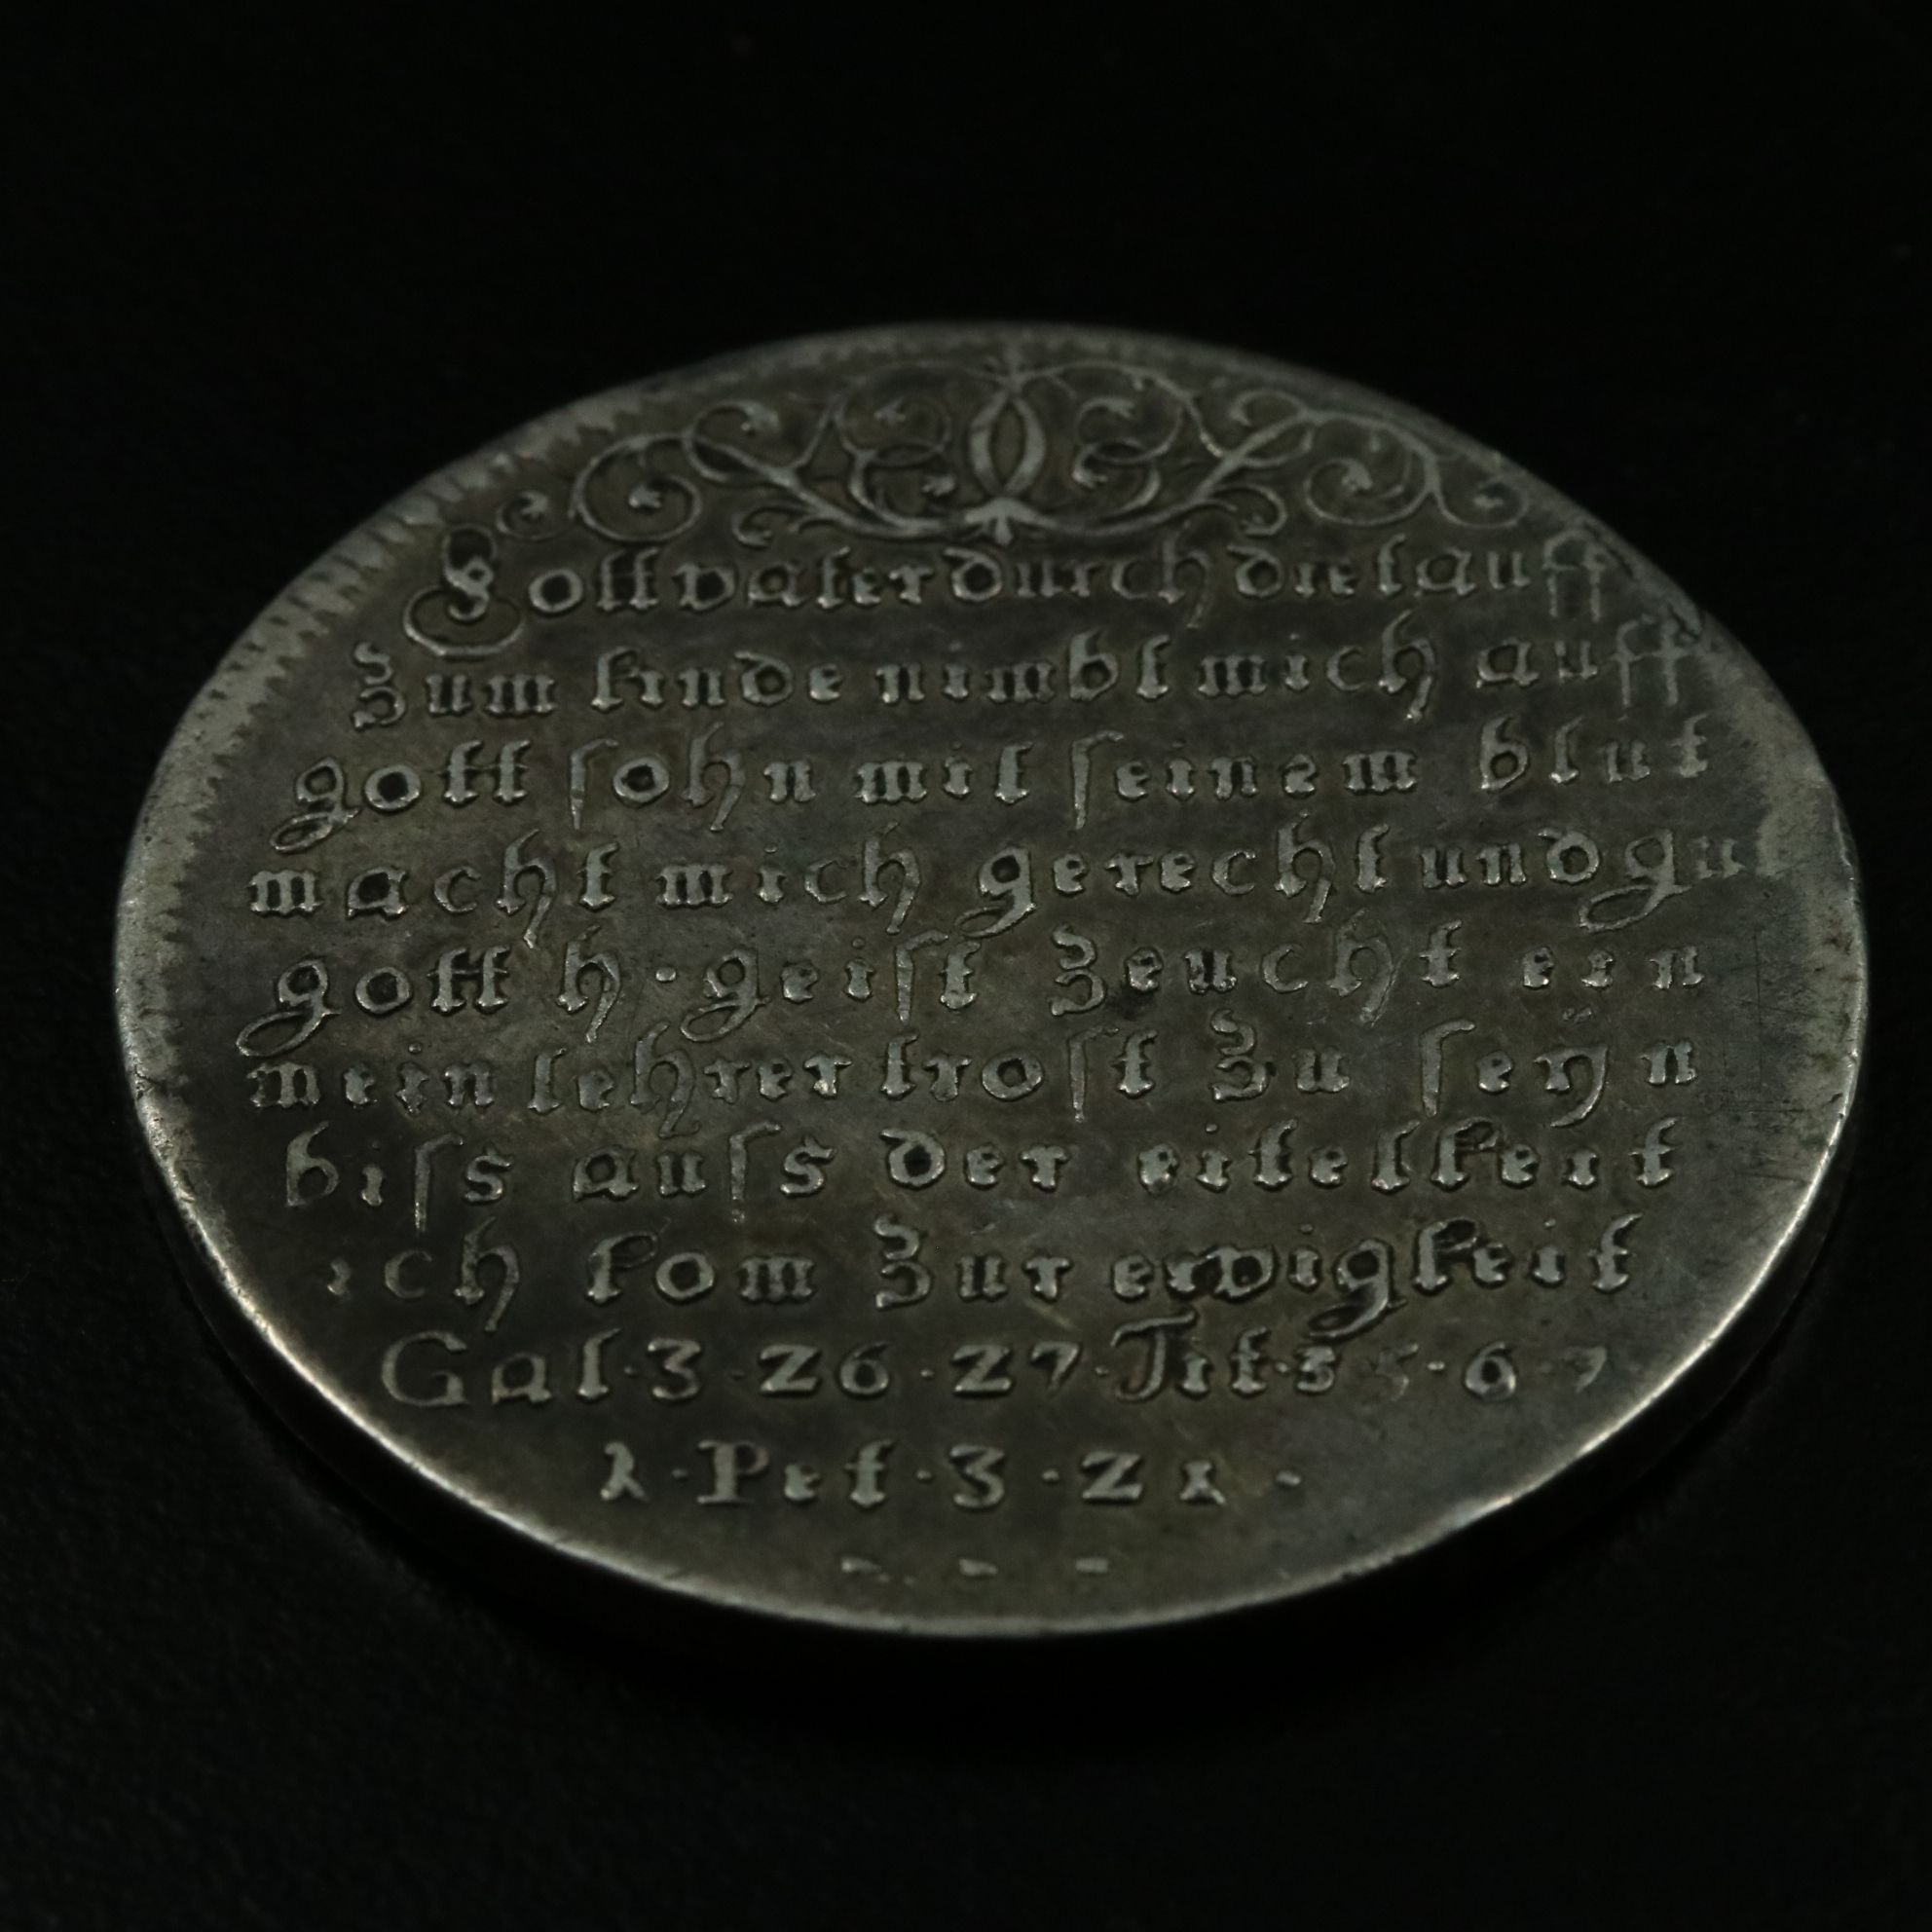 Gott vater durch die tauff
Zum kinde nimbt mich auff
gott sohn mit seinem blut
macht mich gerecht und gut
gott h · geist zeucht ein
mein lehrer trost zu seÿn
biss auss der eitelkeit
ich kom zur ewigkeit
Gal · 3 · 26 · 27 · Tit · 3 5 · 6 7
1 · Pet · 3 · 21 ·